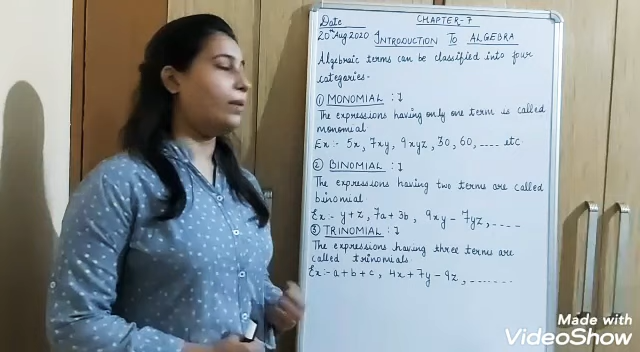 Date
CHAPTER-7
20th Aug 2020 INTRODUCTION TO ALGEBRA
Algebraic terms can be classified into four
categories-
① MONOMIAL :↴
The expressions having only one term is called
monomial
Ex:- 5x, 7xy, 9xyz, 30, 60, ---- etc
② BINOMIAL :↴
The expressions having two terms are called
binomial
Ex:- y+z, 7a+3b, 9xy-7yz, ----
③ TRINOMIAL :↴
The expressions having three terms are
called trinomials
Ex:- a+b+c, 4x+7y-9z, -------
Made with
VideoShow